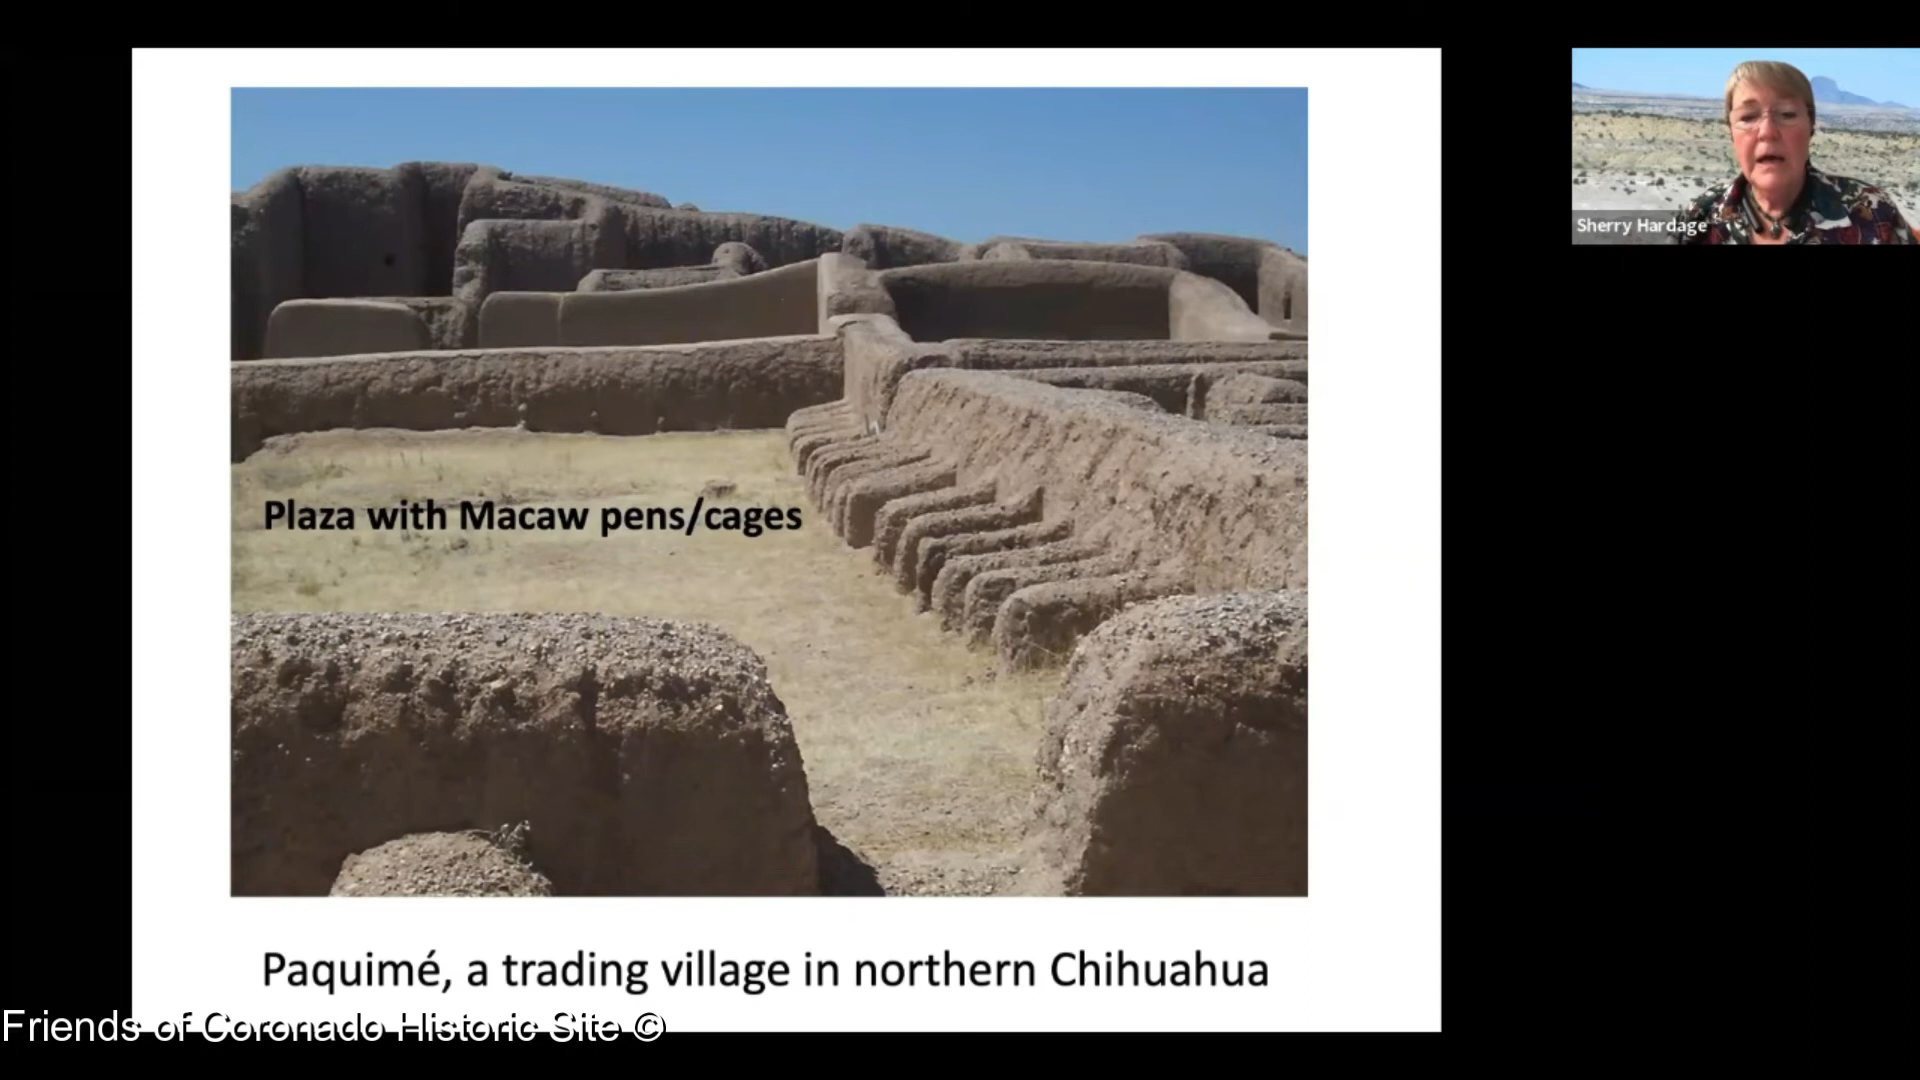 Sherry Hardage
Plaza with Macaw pens/cages
Paquimé, a trading village in northern Chihuahua
Friends of Coronado Historic Site ©